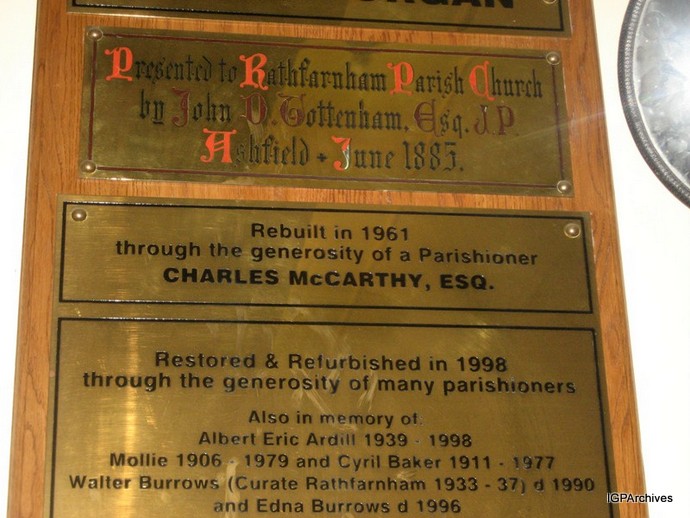 ORGAN
Presented to Rathfarnham Parish Church
by John D. Tottenham, Esq. J.P.
Ashfield + June 1883.
Rebuilt in 1961
through the generosity of a Parishioner
CHARLES McCARTHY, ESQ.
Restored & Refurbished in 1998
through the generosity of many parishioners
Also in memory of:
Albert Eric Ardill 1939 - 1998
Mollie 1906 - 1979 and Cyril Baker 1911 - 1977
Walter Burrows (Curate Rathfarnham 1933 - 37) d 1990
and Edna Burrows d 1996
IGPArchives